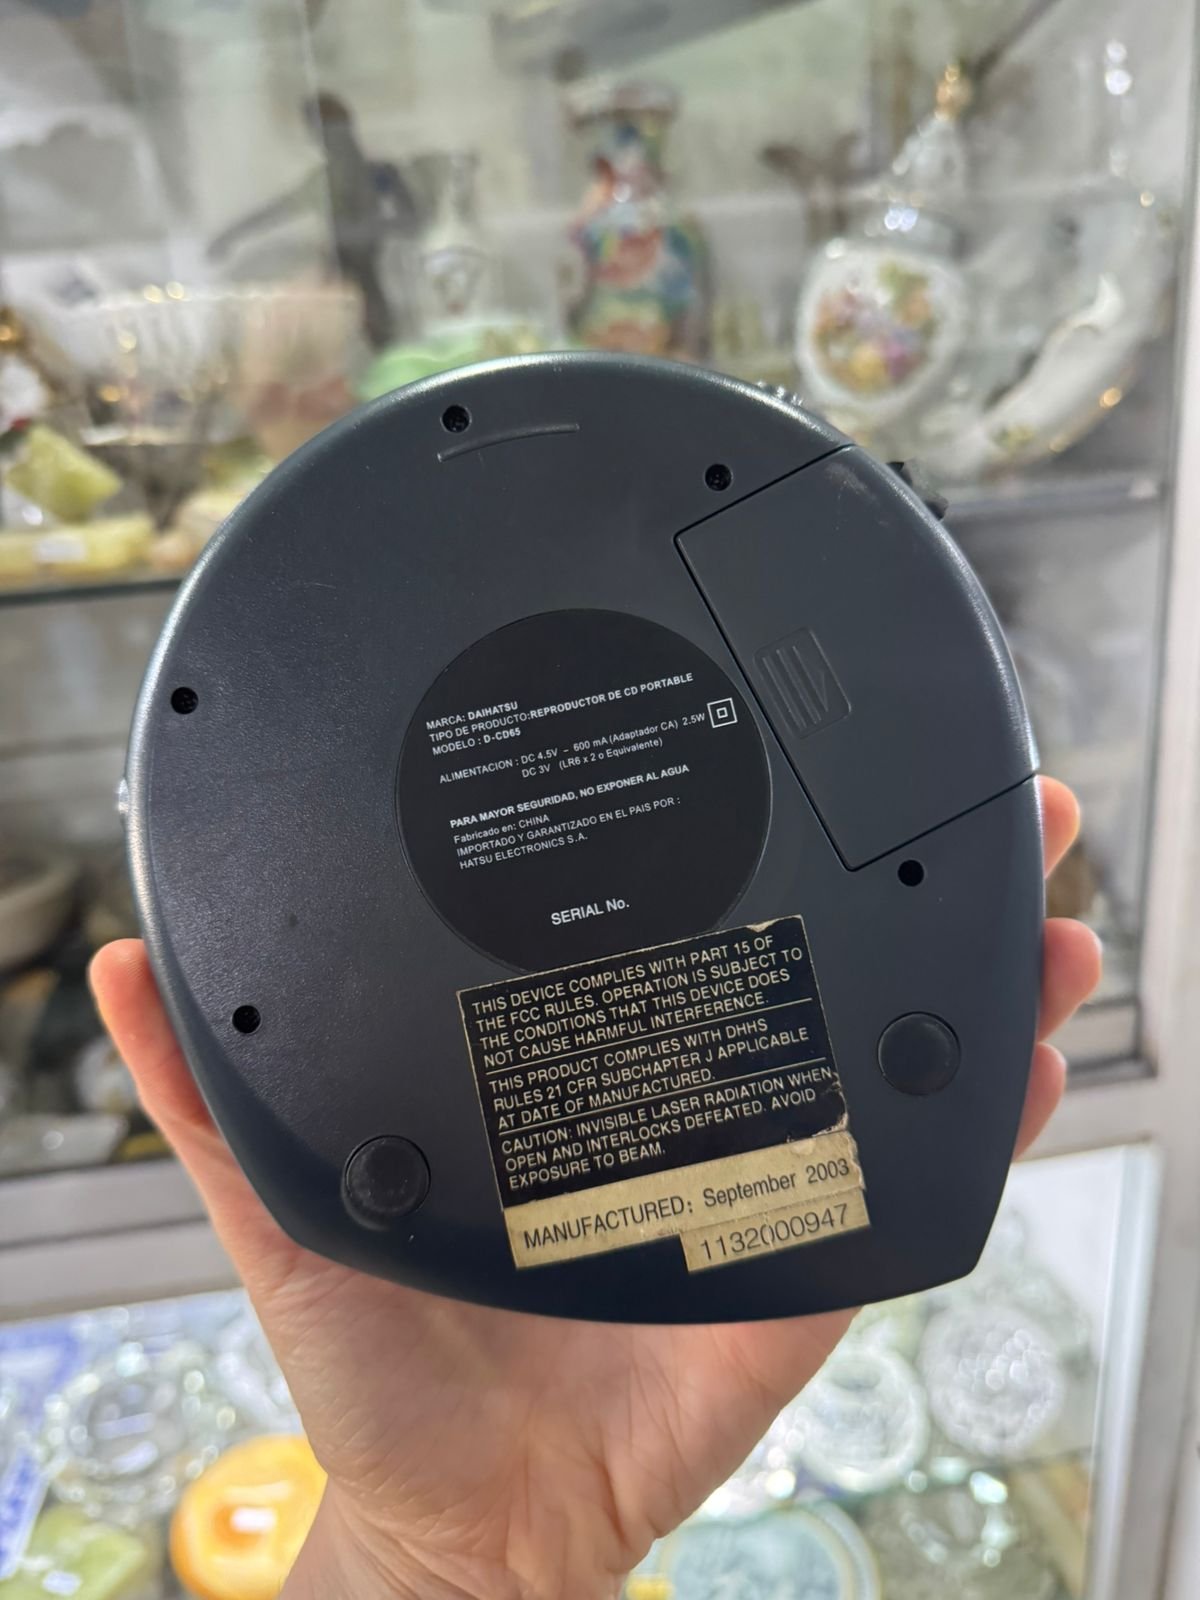 MARCA: DAIHATSU
TIPO DE PRODUCTO:REPRODUCTOR DE CD PORTABLE
MODELO : D-CD65
ALIMENTACION : DC 4.5V – 600 mA (Adaptador CA) 2.5W
DC 3V (LR6 x 2 o Equivalente)
PARA MAYOR SEGURIDAD, NO EXPONER AL AGUA
Fabricado en: CHINA
IMPORTADO Y GARANTIZADO EN EL PAIS POR :
HATSU ELECTRONICS S.A.
SERIAL No.
THIS DEVICE COMPLIES WITH PART 15 OF
THE FCC RULES. OPERATION IS SUBJECT TO
THE CONDITIONS THAT THIS DEVICE DOES
NOT CAUSE HARMFUL INTERFERENCE.
THIS PRODUCT COMPLIES WITH DHHS
RULES 21 CFR SUBCHAPTER J APPLICABLE
AT DATE OF MANUFACTURED.
CAUTION: INVISIBLE LASER RADIATION WHEN
OPEN AND INTERLOCKS DEFEATED. AVOID
EXPOSURE TO BEAM.
MANUFACTURED: September 2003
1132000947